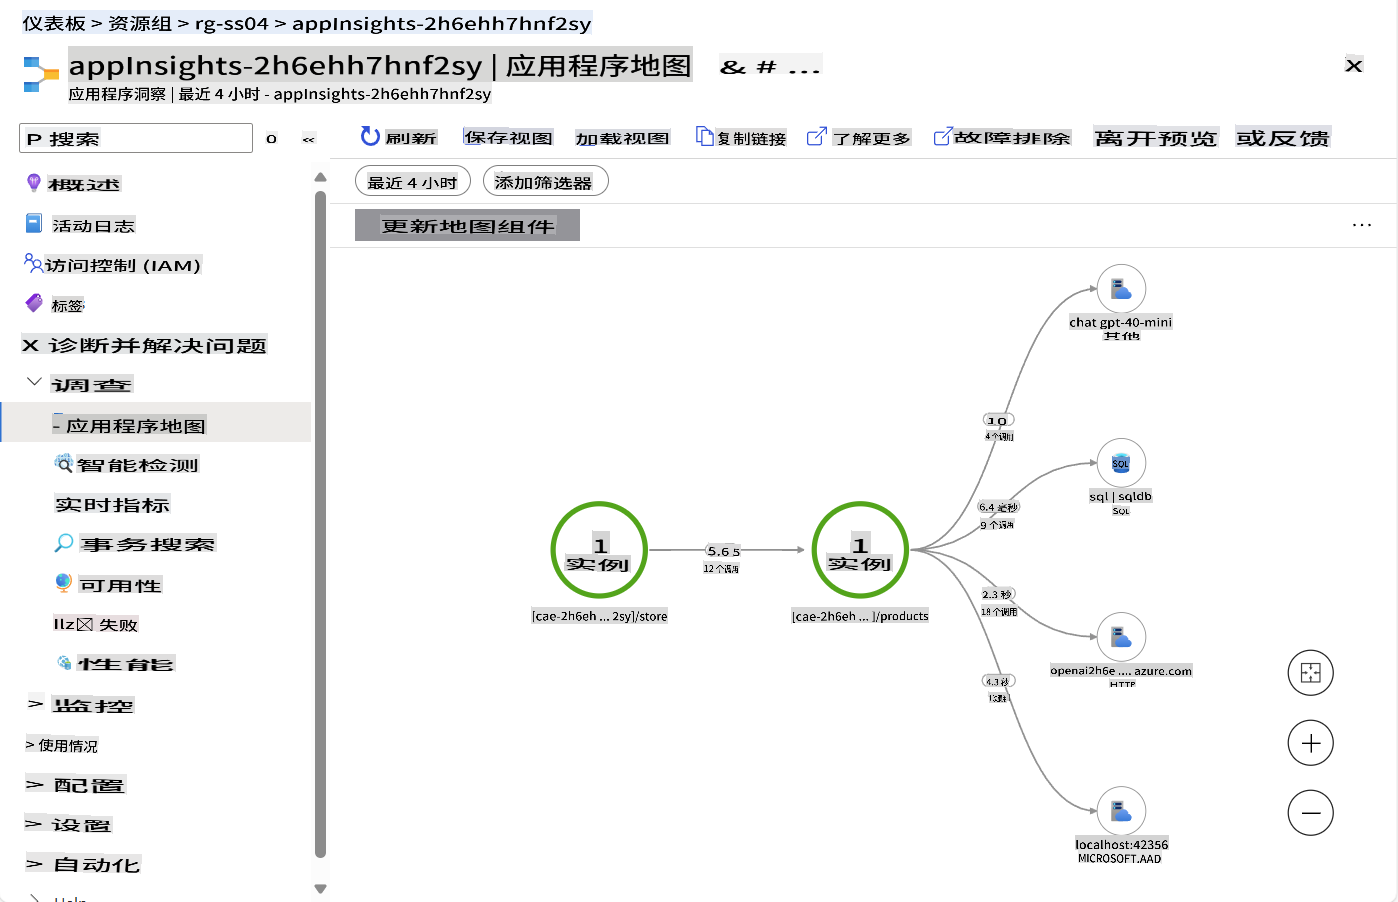 仪表板 > 资源组 > rg-ss04 > appInsights-2h6ehh7hnf2sy
appInsights-2h6ehh7hnf2sy | 应用程序地图 & # ...
应用程序洞察 | 最近 4 小时 - appInsights-2h6ehh7hnf2sy
P 搜索
刷新 保存视图 加载视图 复制链接 了解更多 故障排除 离开预览 或反馈
最近 4 小时 添加筛选器
更新地图组件
概述
活动日志
访问控制 (IAM)
标签
X 诊断并解决问题
调查
- 应用程序地图
智能检测
实时指标
事务搜索
可用性
失败
性能
> 监控
> 使用情况
> 配置
> 设置
> 自动化
1
实例
[cae-2h6eh ... 2sy]/store
5.6 s
12 个调用
1
实例
[cae-2h6eh ... ]/products
10
4 个调用
chat gpt-40-mini
其他
6.4 毫秒
9 个调用
SQL
sql | sqldb
SQL
2.3 秒
18 个调用
openai2h6e .... azure.com
HTTP
4.3 秒
localhost:42356
MICROSOFT.AAD